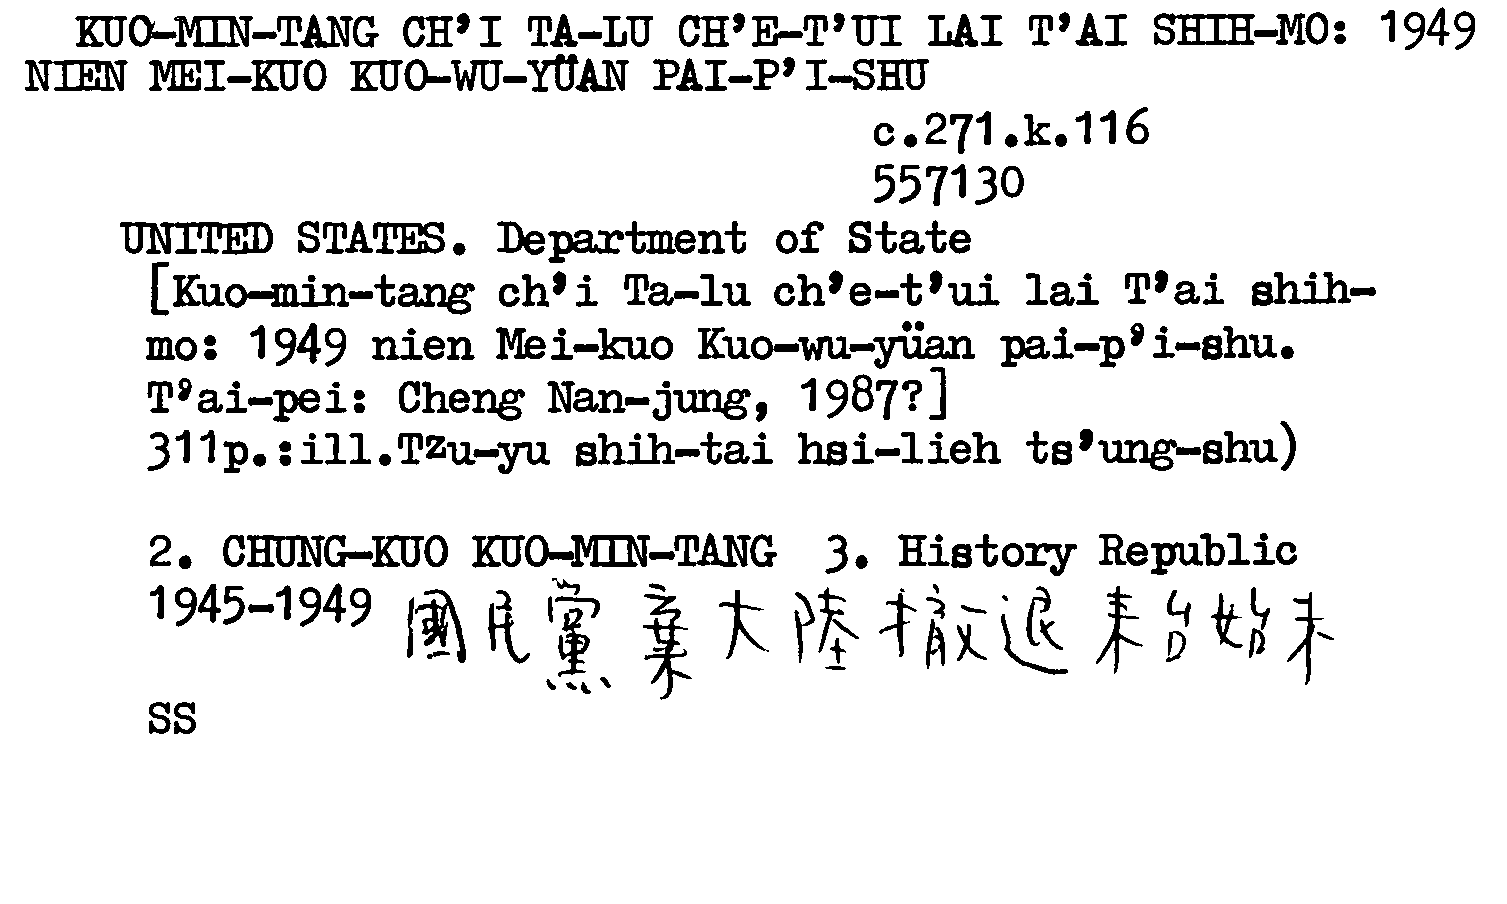 KUO-MIN-TANG CH'I TA-LU CH'E-T'UI LAI T'AI SHIH-MO: 1949
NIEN MEI-KUO KUO-WU-YÜAN PAI-P'I-SHU
c.271.k.116
557130
UNITED STATES. Department of State
[Kuo-min-tang ch'i Ta-lu ch'e-t'ui lai T'ai shih-
mo: 1949 nien Mei-kuo Kuo-wu-yüan pai-p'i-shu.
T'ai-pei: Cheng Nan-jung, 1987?]
311p.:ill.Tzu-yu shih-tai hsi-lieh ts'ung-shu)
2. CHUNG-KUO KUO-MIN-TANG 3. History Republic
1945-1949 國民黨棄大陸撤退来台始末
SS